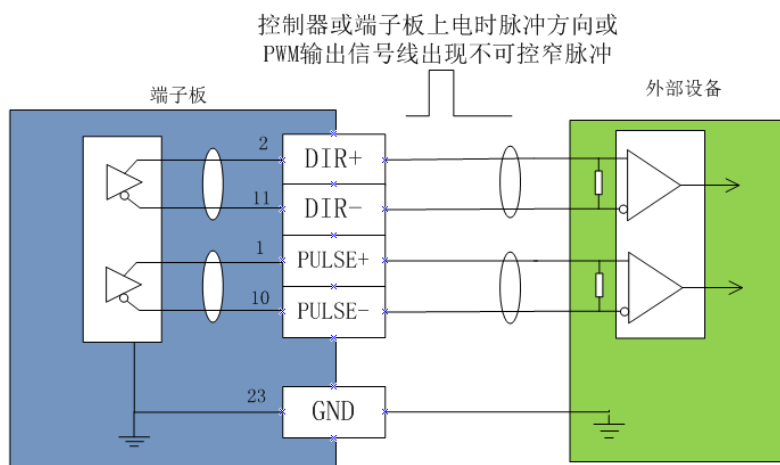 控制器或端子板上电时脉冲方向或
PWM输出信号线出现不可控窄脉冲
端子板
外部设备
2
DIR+
11
DIR-
1
PULSE+
10
PULSE-
23
GND